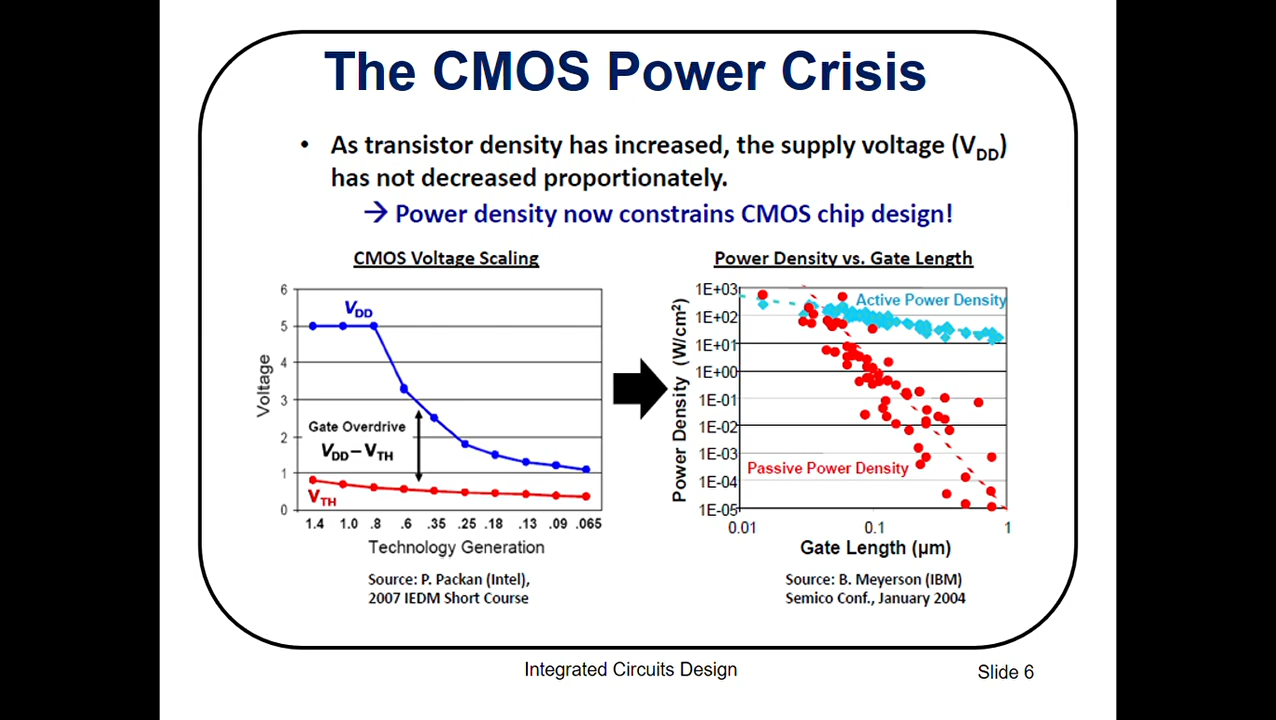 The CMOS Power Crisis
• As transistor density has increased, the supply voltage (VDD)
has not decreased proportionately.
→ Power density now constrains CMOS chip design!
CMOS Voltage Scaling
6
5
4
3
2
1
0
Voltage
VDD
Gate Overdrive
VDD – VTH
VTH
1.4 1.0 .8 .6 .35 .25 .18 .13 .09 .065
Technology Generation
Source: P. Packan (Intel),
2007 IEDM Short Course
Power Density vs. Gate Length
1E+03
1E+02
1E+01
1E+00
1E-01
1E-02
1E-03
1E-04
1E-05
Power Density (W/cm2)
Active Power Density
Passive Power Density
0.01 0.1 1
Gate Length (μm)
Source: B. Meyerson (IBM)
Semico Conf., January 2004
Integrated Circuits Design
Slide 6